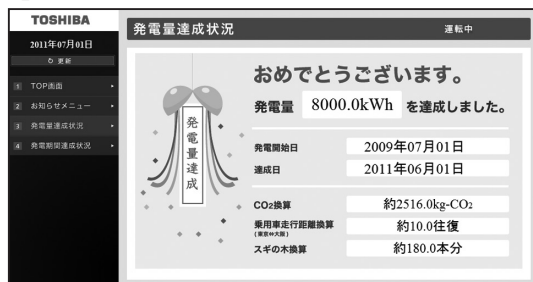 TOSHIBA
2011年07月01日
更新
1 TOP画面
2 お知らせメニュー
3 発電量達成状況
4 発電期間達成状況
発電量達成状況
運転中
発電量達成
おめでとうございます。
発電量 8000.0kWh を達成しました。
発電開始日 2009年07月01日
達成日 2011年06月01日
CO2換算 約2516.0kg-CO2
乗用車走行距離換算 約10.0往復
(東京⇔大阪)
スギの木換算 約180.0本分